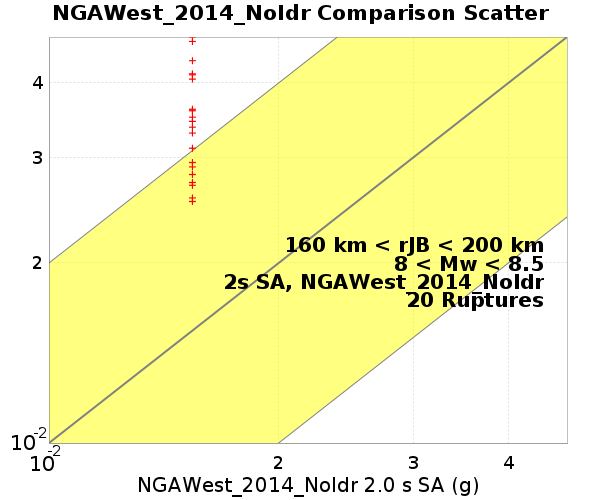 NGAWest_2014_NoIdr Comparison Scatter
4
3
2
10-2
10-2
2
3
4
160 km < rJB < 200 km
8 < Mw < 8.5
2s SA, NGAWest_2014_NoIdr
20 Ruptures
NGAWest_2014_NoIdr 2.0 s SA (g)